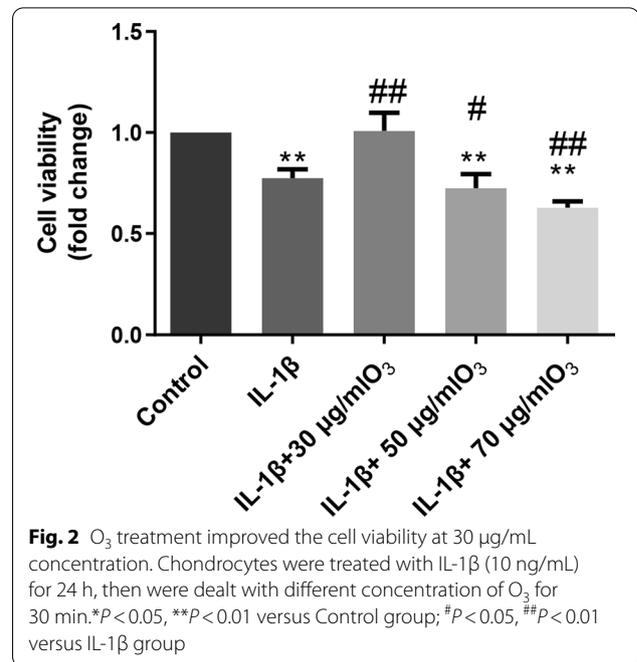 1.5
1.0
0.5
0.0
Cell viability
(fold change)
**
##
#
**
##
**
Control
IL-1β
IL-1β+30 μg/mlO₃
IL-1β+ 50 μg/mlO₃
IL-1β+ 70 μg/mlO₃
Fig. 2 O₃ treatment improved the cell viability at 30 μg/mL
concentration. Chondrocytes were treated with IL-1β (10 ng/mL)
for 24 h, then were dealt with different concentration of O₃ for
30 min.*P<0.05, **P<0.01 versus Control group; #P<0.05, ##P<0.01
versus IL-1β group